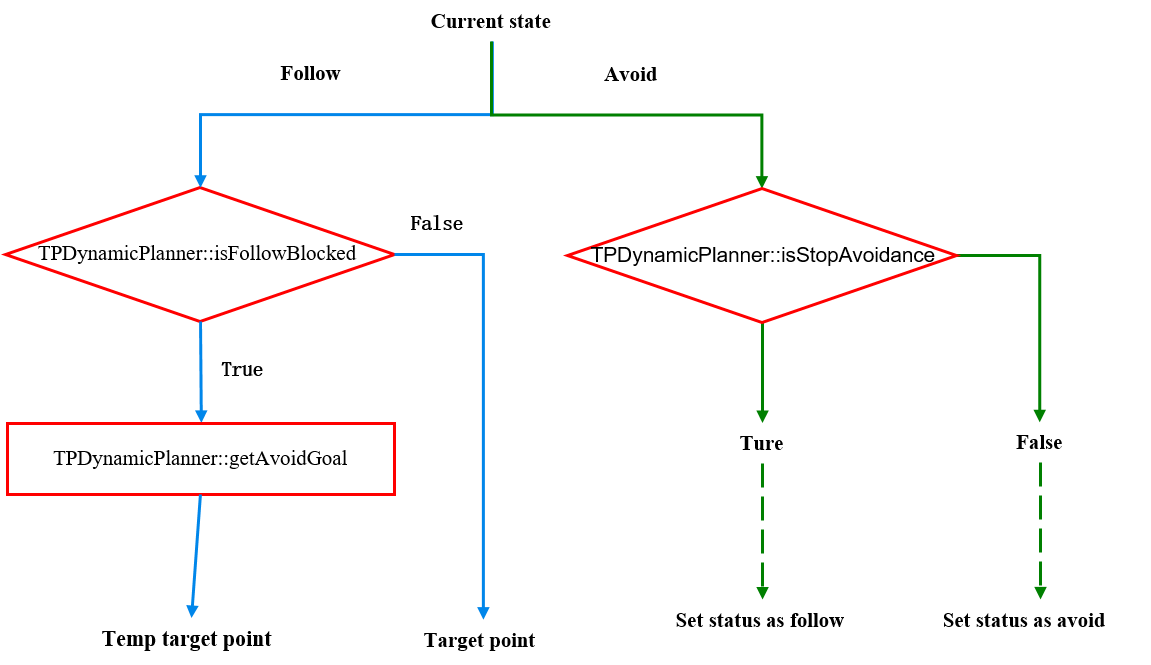 Current state
Follow
Avoid
False
TPDynamicPlanner::isFollowBlocked
TPDynamicPlanner::isStopAvoidance
True
TPDynamicPlanner::getAvoidGoal
Ture
False
Temp target point
Target point
Set status as follow
Set status as avoid